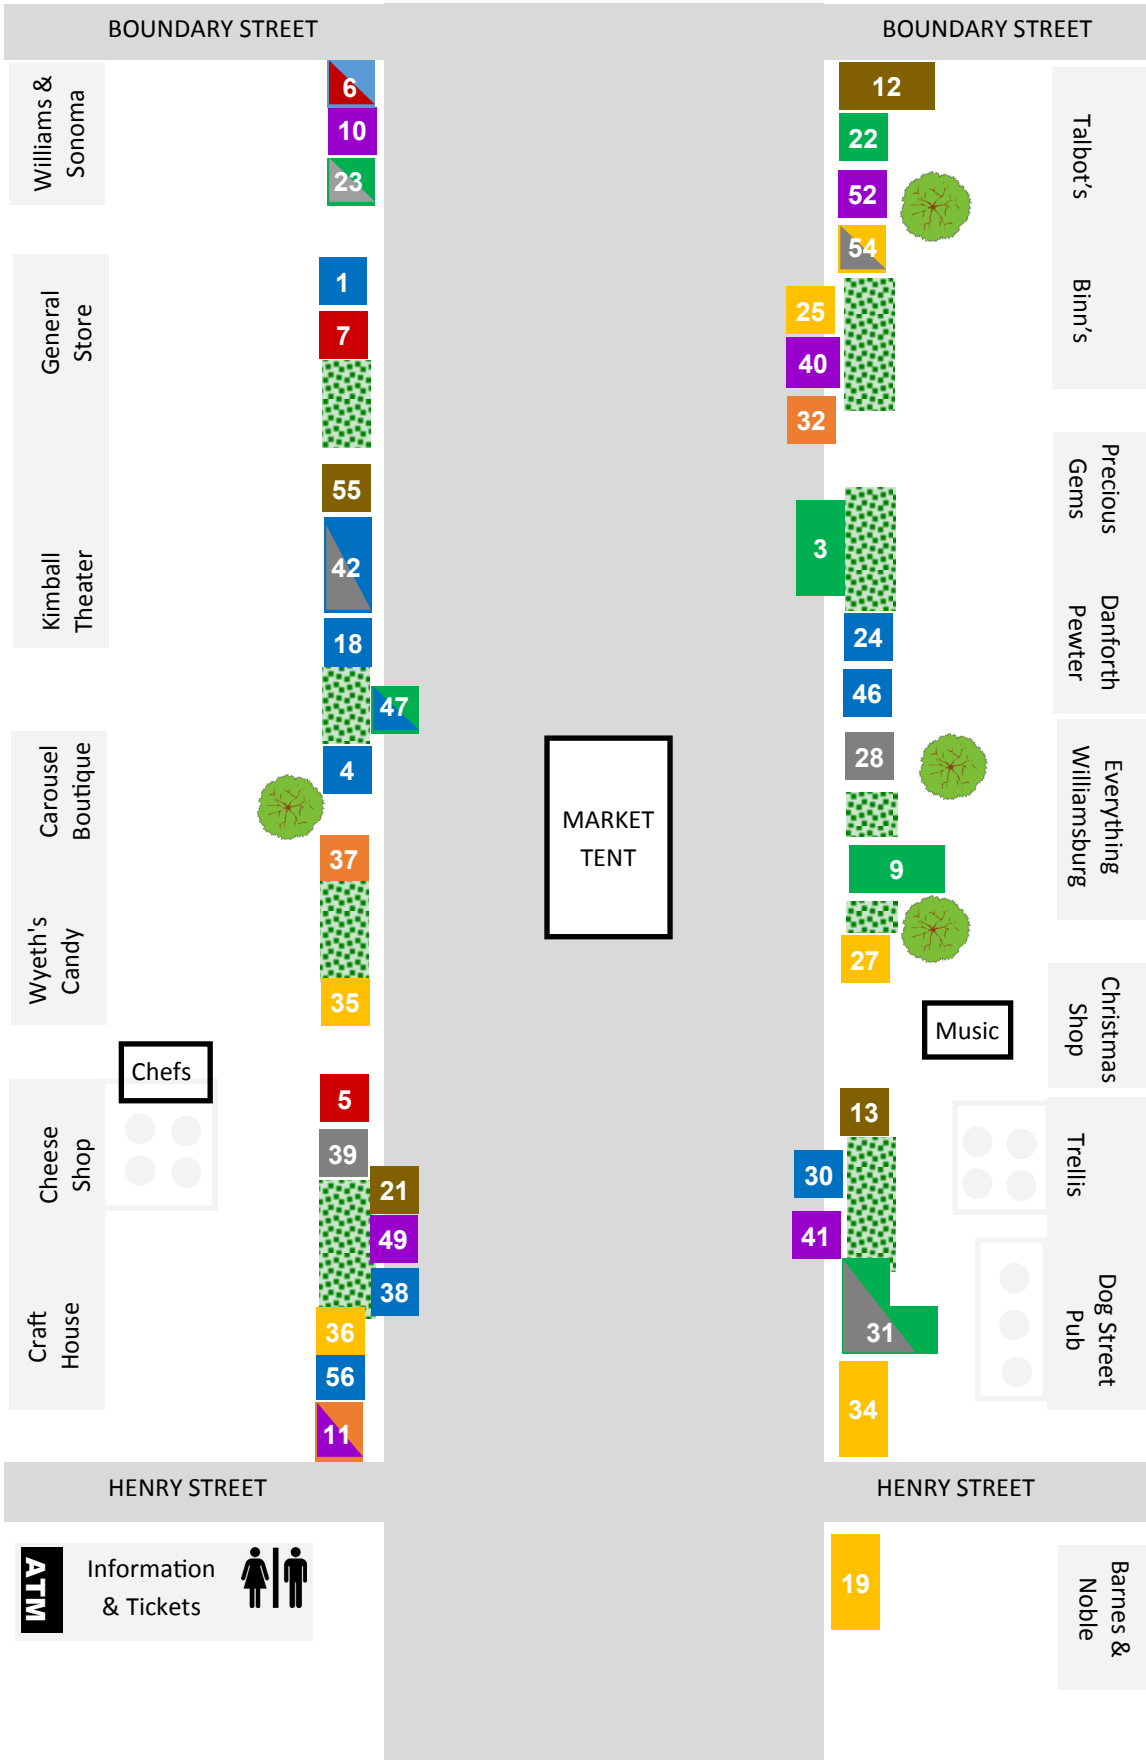 BOUNDARY STREET
BOUNDARY STREET
Williams &
Sonoma
6
10
23
General
Store
1
7
55
Kimball
Theater
42
18
47
Carousel
Boutique
4
37
Wyeth's
Candy
35
Chefs
5
Cheese
Shop
39
21
49
38
Craft
House
36
56
11
MARKET
TENT
12
22
Talbot's
52
54
Binn's
25
40
32
Precious
Gems
3
Danforth
Pewter
24
46
28
Everything
Williamsburg
9
27
Christmas
Shop
Music
13
Trellis
30
41
31
Dog Street
Pub
34
HENRY STREET
HENRY STREET
ATM
Information
& Tickets
19
Barnes &
Noble